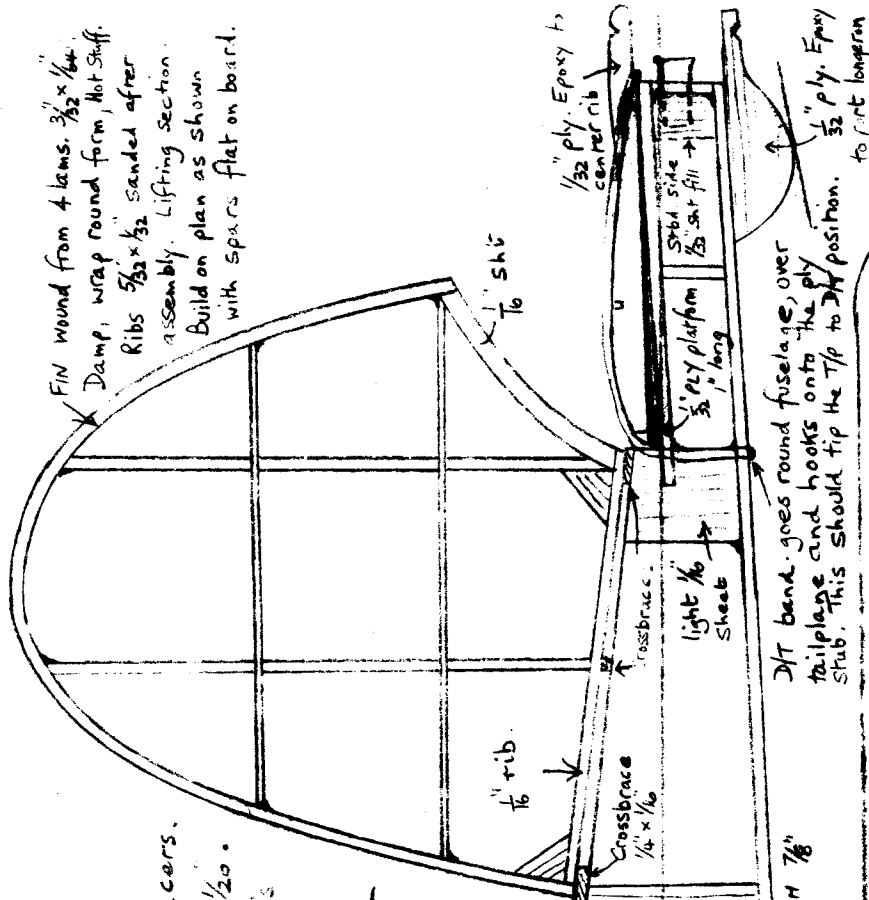 FIN wound from 4 lams. 3/32" x 1/64.
Damp, wrap round form, Hot Stuff.
Ribs 5/32" x 1/32" sanded after
assembly. Lifting section.
Build on plan as shown
with spars flat on board.
1/16" sht
1/32" ply. Epoxy to
center rib
Stbd side
1/32" sht fill
1/32" PLY platform
1" long
1/32" ply. Epoxy
to port longeron
D/T band goes round fuselage, over
tailplane and hooks onto the ply
stub. This should tip the T/P to D/T position.
light 1/16"
sheet
crossbrace.
1/16" rib.
Crossbrace
1/4" x 1/16"
cers.
1/20.
H 7/8"